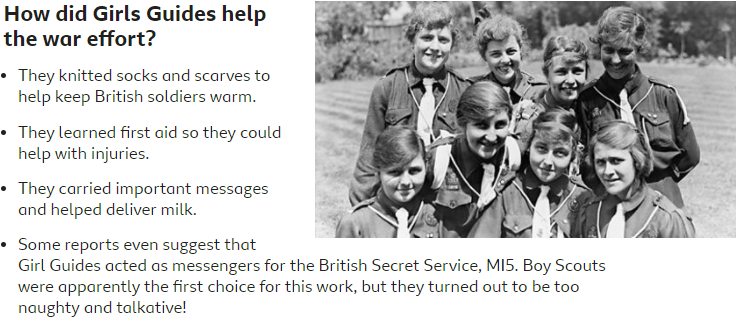 How did Girls Guides help
the war effort?
• They knitted socks and scarves to
help keep British soldiers warm.
• They learned first aid so they could
help with injuries.
• They carried important messages
and helped deliver milk.
• Some reports even suggest that
Girl Guides acted as messengers for the British Secret Service, MI5. Boy Scouts
were apparently the first choice for this work, but they turned out to be too
naughty and talkative!